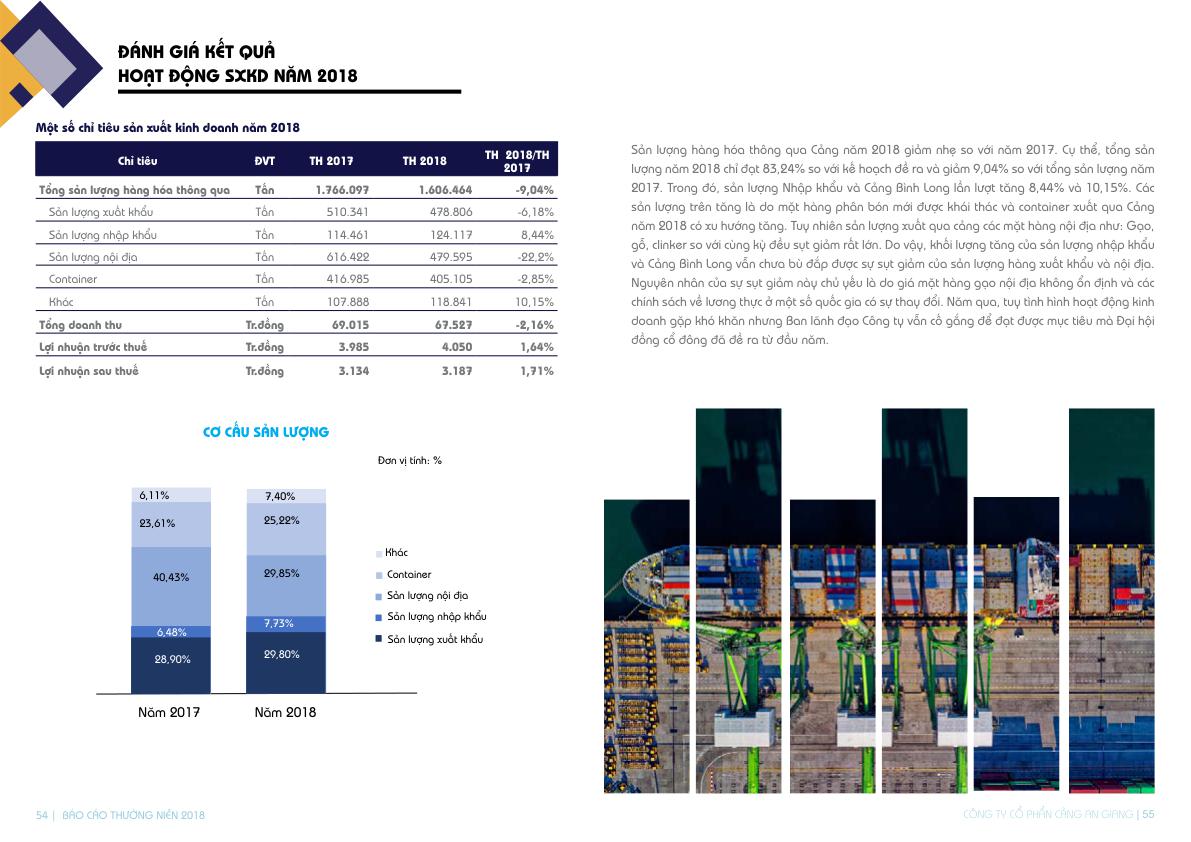 ĐÁNH GIÁ KẾT QUẢ
HOẠT ĐỘNG SXKD NĂM 2018
Một số chỉ tiêu sản xuất kinh doanh năm 2018
Chỉ tiêu ĐVT TH 2017 TH 2018 TH 2018/TH 2017
Tổng sản lượng hàng hóa thông qua Tấn 1.766.097 1.606.464 -9,04%
Sản lượng xuất khẩu Tấn 510.341 478.806 -6,18%
Sản lượng nhập khẩu Tấn 114.461 124.117 8,44%
Sản lượng nội địa Tấn 616.422 479.595 -22,2%
Container Tấn 416.985 405.105 -2,85%
Khác Tấn 107.888 118.841 10,15%
Tổng doanh thu Tr.đồng 69.015 67.527 -2,16%
Lợi nhuận trước thuế Tr.đồng 3.985 4.050 1,64%
Lợi nhuận sau thuế Tr.đồng 3.134 3.187 1,71%
CƠ CẤU SẢN LƯỢNG
Đơn vị tính: %
6,11% 7,40%
23,61% 25,22%
40,43% 29,85%
6,48% 7,73%
28,90% 29,80%
Khác
Container
Sản lượng nội địa
Sản lượng nhập khẩu
Sản lượng xuất khẩu
Năm 2017 Năm 2018
54 | BÁO CÁO THƯỜNG NIÊN 2018
Sản lượng hàng hóa thông qua Cảng năm 2018 giảm nhẹ so với năm 2017. Cụ thể, tổng sản
lượng năm 2018 chỉ đạt 83,24% so với kế hoạch đề ra và giảm 9,04% so với tổng sản lượng năm
2017. Trong đó, sản lượng Nhập khẩu và Cảng Bình Long lần lượt tăng 8,44% và 10,15%. Các
sản lượng trên tăng là do mặt hàng phân bón mới được khái thác và container xuất qua Cảng
năm 2018 có xu hướng tăng. Tuy nhiên sản lượng xuất qua cảng các mặt hàng nội địa như: Gạo,
gỗ, clinker so với cùng kỳ đều sụt giảm rất lớn. Do vậy, khối lượng tăng của sản lượng nhập khẩu
và Cảng Bình Long vẫn chưa bù đắp được sự sụt giảm của sản lượng hàng xuất khẩu và nội địa.
Nguyên nhân của sự sụt giảm này chủ yếu là do giá mặt hàng gạo nội địa không ổn định và các
chính sách về lương thực ở một số quốc gia có sự thay đổi. Năm qua, tuy tình hình hoạt động kinh
doanh gặp khó khăn nhưng Ban lãnh đạo Công ty vẫn cố gắng để đạt được mục tiêu mà Đại hội
đồng cổ đông đã đề ra từ đầu năm.
CÔNG TY CỔ PHẦN CẢNG AN GIANG | 55